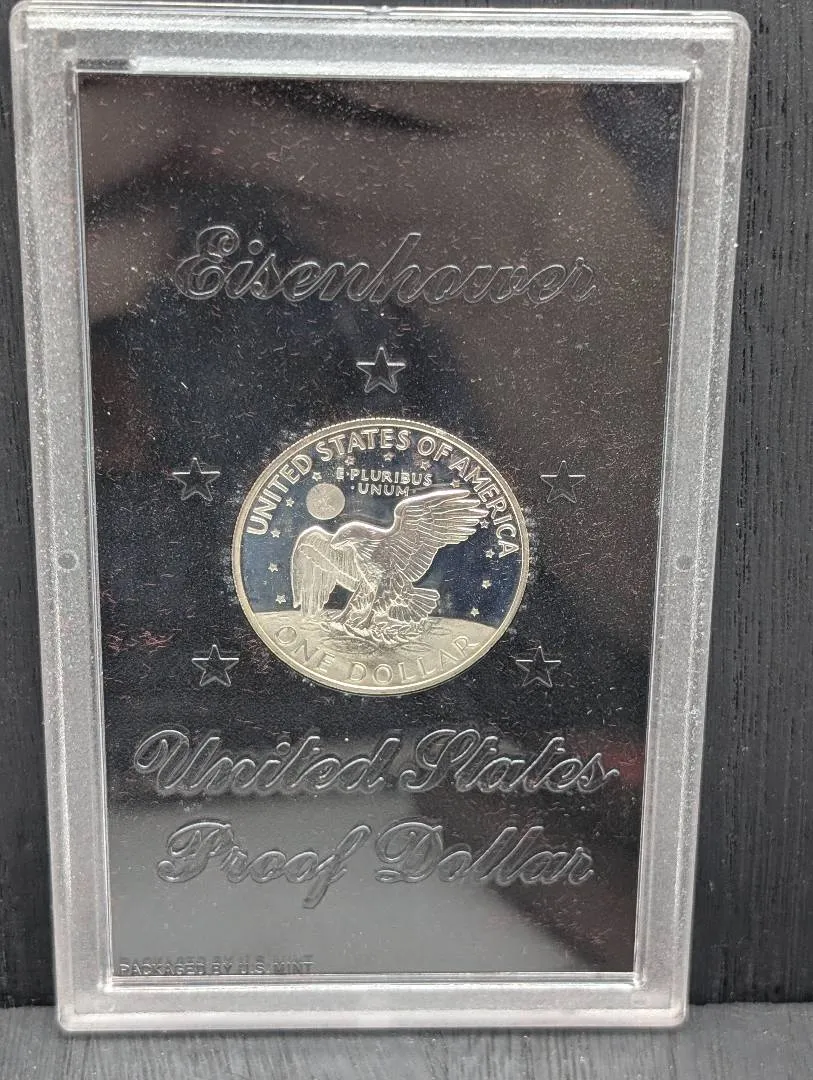 Eisenhower
UNITED STATES OF AMERICA
E·PLURIBUS
·UNUM·
ONE DOLLAR
United States
Proof Dollar
PACKAGED BY U.S. MINT